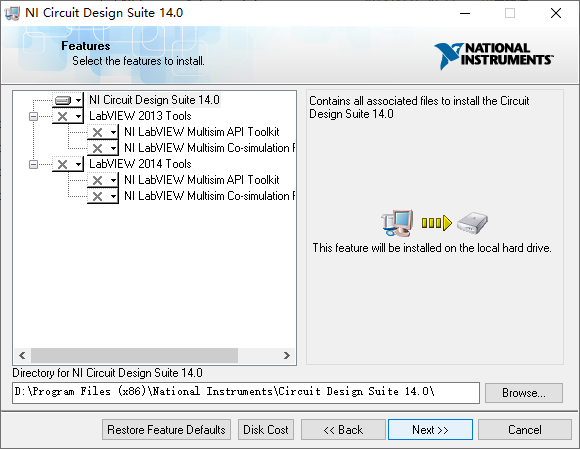 NI Circuit Design Suite 14.0
Features
Select the features to install.
NATIONAL
INSTRUMENTS
NI Circuit Design Suite 14.0
LabVIEW 2013 Tools
NI LabVIEW Multisim API Toolkit
NI LabVIEW Multisim Co-simulation
LabVIEW 2014 Tools
NI LabVIEW Multisim API Toolkit
NI LabVIEW Multisim Co-simulation
Contains all associated files to install the Circuit
Design Suite 14.0
This feature will be installed on the local hard drive.
Directory for NI Circuit Design Suite 14.0
D:\Program Files (x86)\National Instruments\Circuit Design Suite 14.0\
Browse...
Restore Feature Defaults
Disk Cost
<< Back
Next >>
Cancel